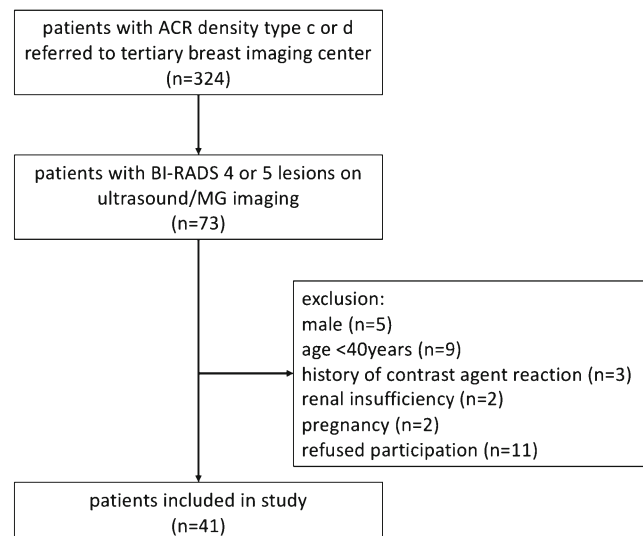 patients with ACR density type c or d
referred to tertiary breast imaging center
(n=324)
patients with BI-RADS 4 or 5 lesions on
ultrasound/MG imaging
(n=73)
exclusion:
male (n=5)
age <40years (n=9)
history of contrast agent reaction (n=3)
renal insufficiency (n=2)
pregnancy (n=2)
refused participation (n=11)
patients included in study
(n=41)